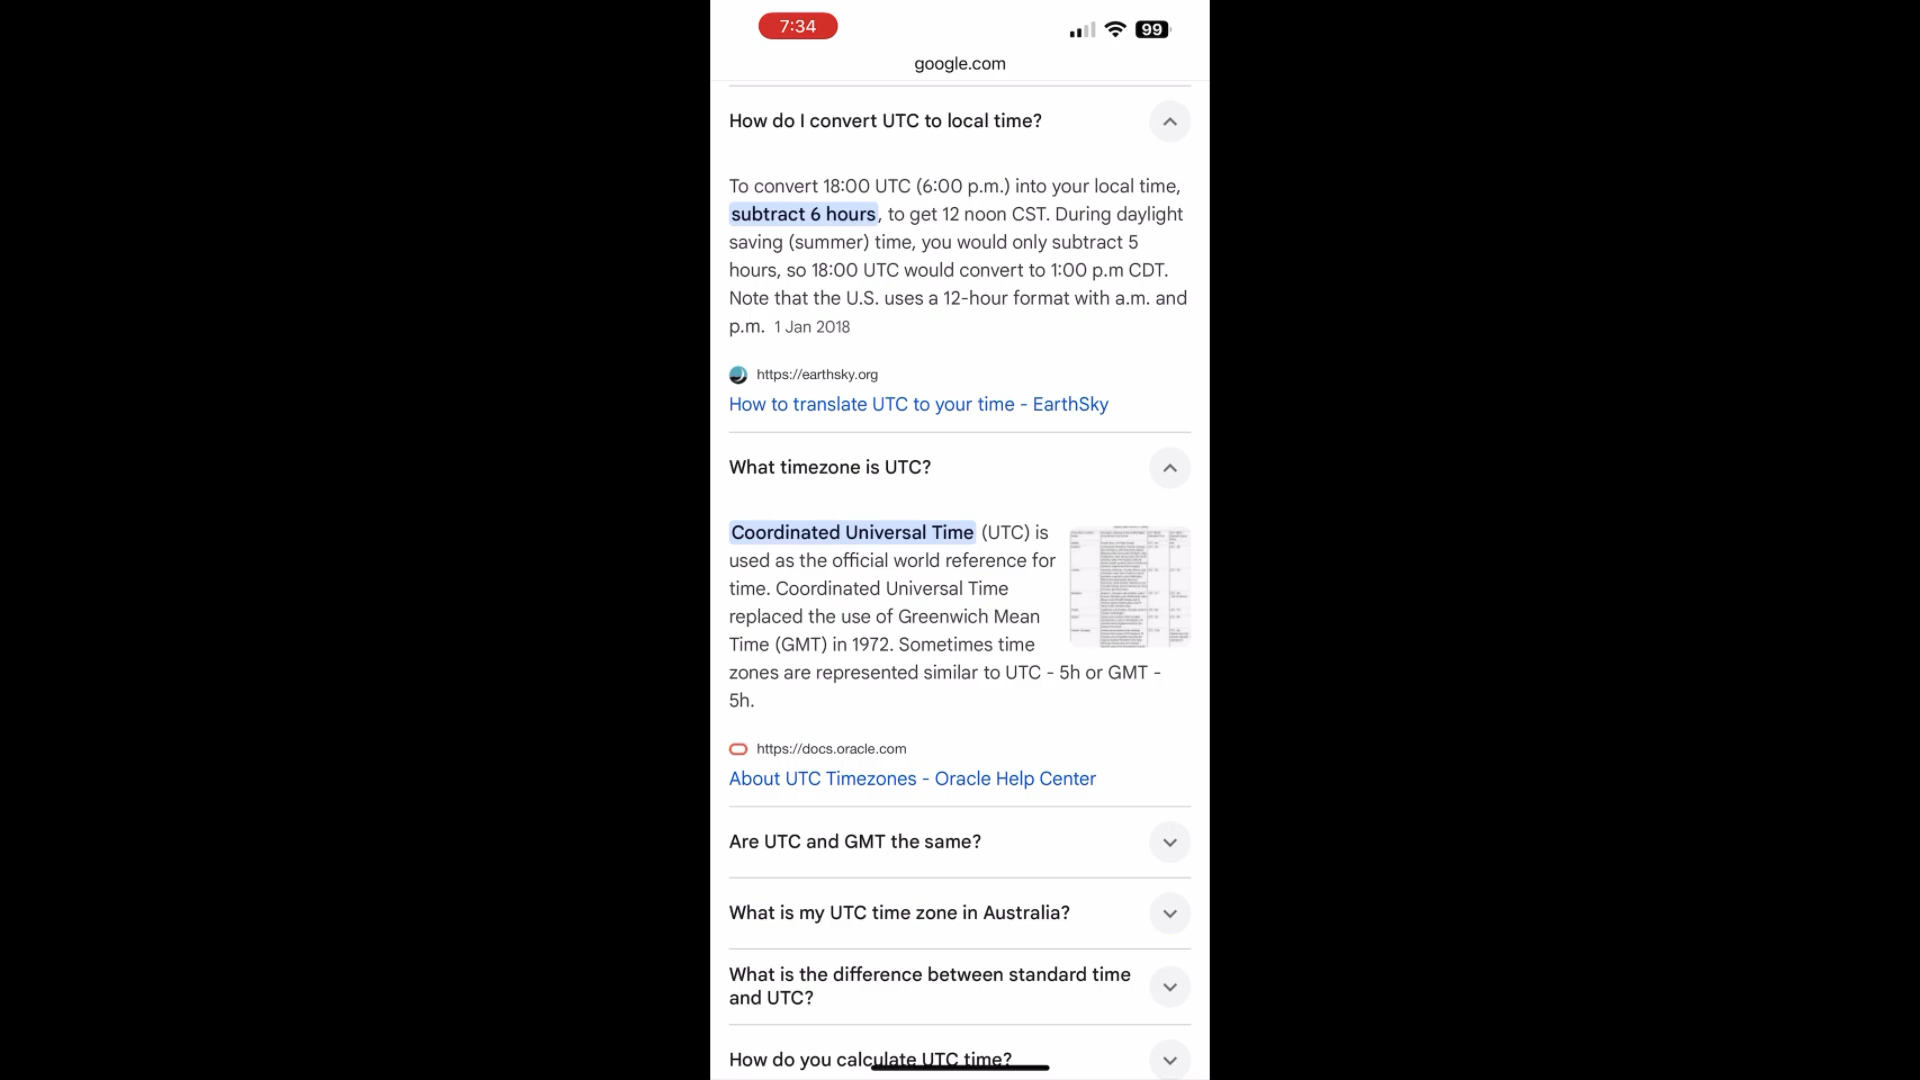 7:34
99
google.com
How do I convert UTC to local time?
To convert 18:00 UTC (6:00 p.m.) into your local time,
subtract 6 hours, to get 12 noon CST. During daylight
saving (summer) time, you would only subtract 5
hours, so 18:00 UTC would convert to 1:00 p.m CDT.
Note that the U.S. uses a 12-hour format with a.m. and
p.m. 1 Jan 2018
https://earthsky.org
How to translate UTC to your time - EarthSky
What timezone is UTC?
Coordinated Universal Time (UTC) is
used as the official world reference for
time. Coordinated Universal Time
replaced the use of Greenwich Mean
Time (GMT) in 1972. Sometimes time
zones are represented similar to UTC - 5h or GMT -
5h.
https://docs.oracle.com
About UTC Timezones - Oracle Help Center
Are UTC and GMT the same?
What is my UTC time zone in Australia?
What is the difference between standard time
and UTC?
How do you calculate UTC time?